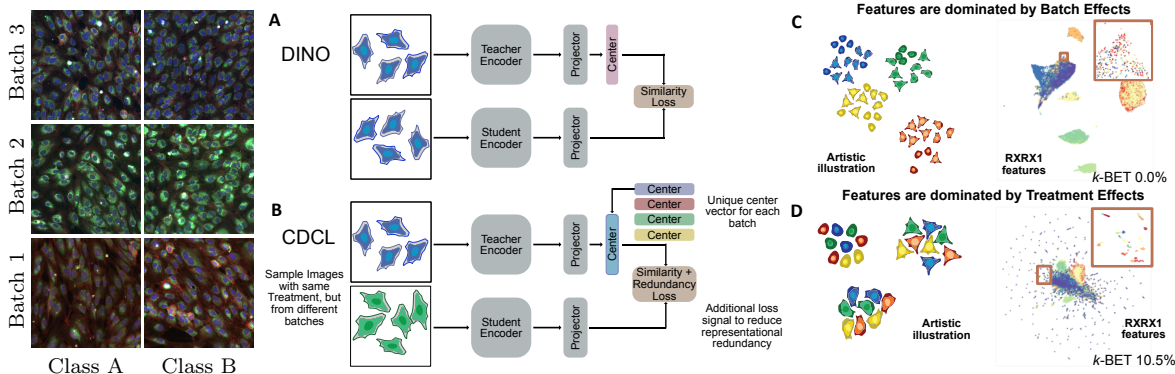 Batch 3
Batch 2
Batch 1
Class A
Class B
A
DINO
Teacher
Encoder
Projector
Center
Similarity
Loss
Student
Encoder
Projector
B
CDCL
Sample Images
with same
Treatment, but
from different
batches
Teacher
Encoder
Projector
Center
Center
Center
Center
Center
Unique center
vector for each
batch
Similarity +
Redundancy
Loss
Student
Encoder
Projector
Additional loss
signal to reduce
representational
redundancy
C
Features are dominated by Batch Effects
Artistic
illustration
RXRX1
features
k-BET 0.0%
D
Features are dominated by Treatment Effects
Artistic
illustration
RXRX1
features
k-BET 10.5%